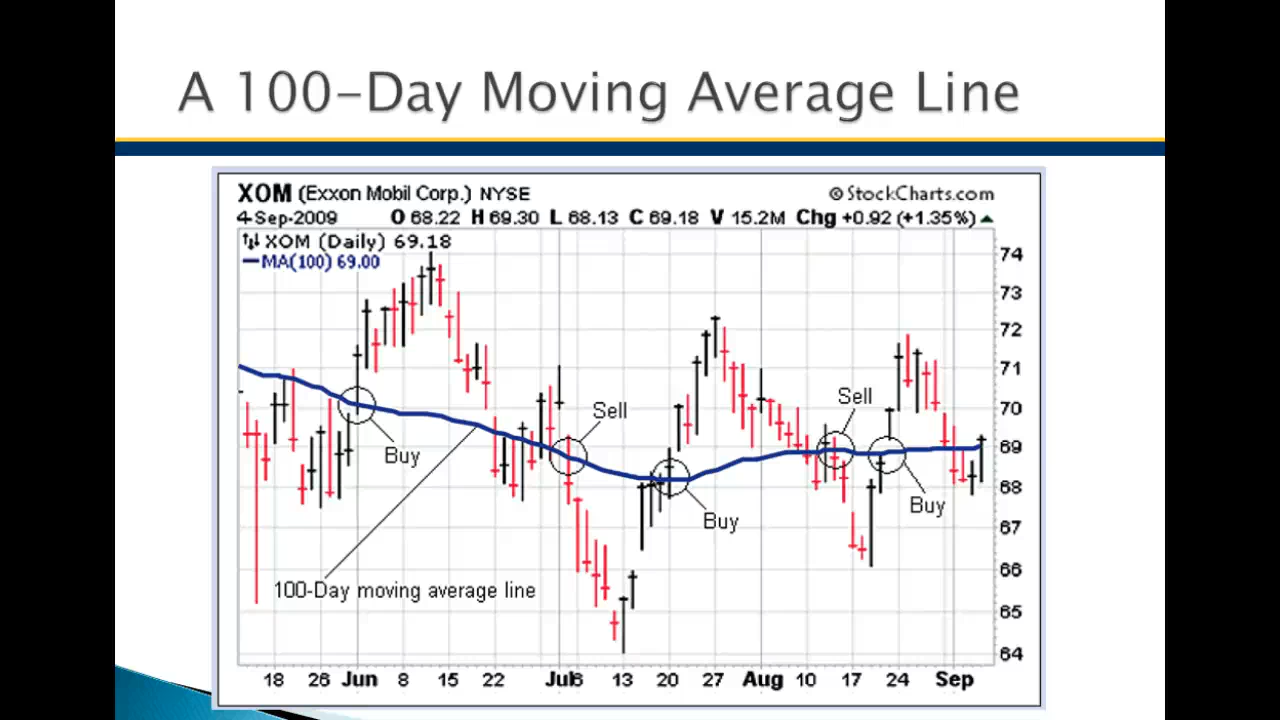 A 100-Day Moving Average Line
XOM (Exxon Mobil Corp.) NYSE
© StockCharts.com
4-Sep-2009
O 68.22 H 69.30 L 68.13 C 69.18 V 15.2M Chg +0.92 (+1.35%)
XOM (Daily) 69.18
MA(100) 69.00
74
73
72
71
70
69
68
67
66
65
64
Buy
Sell
Buy
Sell
Buy
100-Day moving average line
18 26 Jun 8 15 22 Jul 6 13 20 27 Aug 10 17 24 Sep